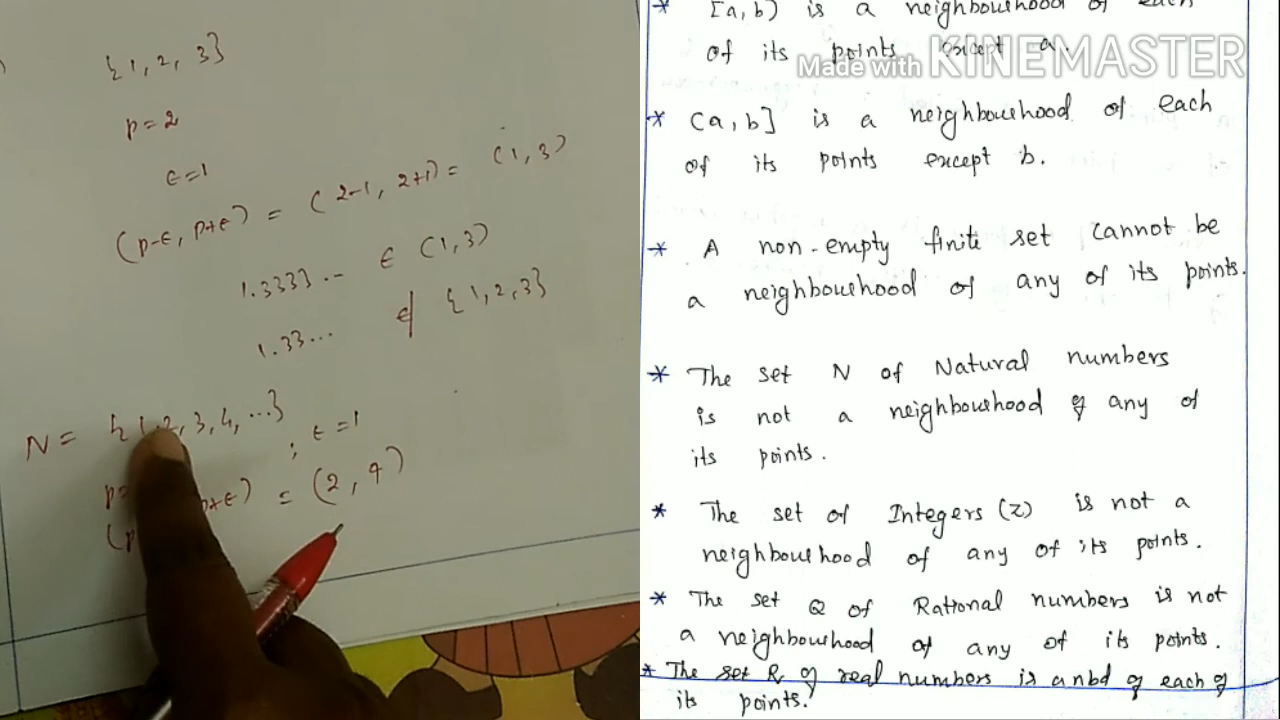 {1, 2, 3}
p=2
ϵ=1
(p-ϵ, p+ϵ) = (2-1, 2+1) = (1, 3)
1.3333.. ∈ (1, 3)
1.33... ∉ {1, 2, 3}
N = {1, 2, 3, 4, ...}
; ϵ=1
p+ϵ) = (2, 4)
* [a, b) is a neighbourhood of each
of its points except a.
Made with KINEMASTER
* (a, b] is a neighbourhood of each
of its points except b.
* A non-empty finite set cannot be
a neighbourhood of any of its points.
* The set N of Natural numbers
is not a neighbourhood of any of
its points.
* The set of Integers (Z) is not a
neighbourhood of any of its points.
* The set Q of Rational numbers is not
a neighbourhood of any of its points.
* The set R of real numbers is a nbd of each of
its points.